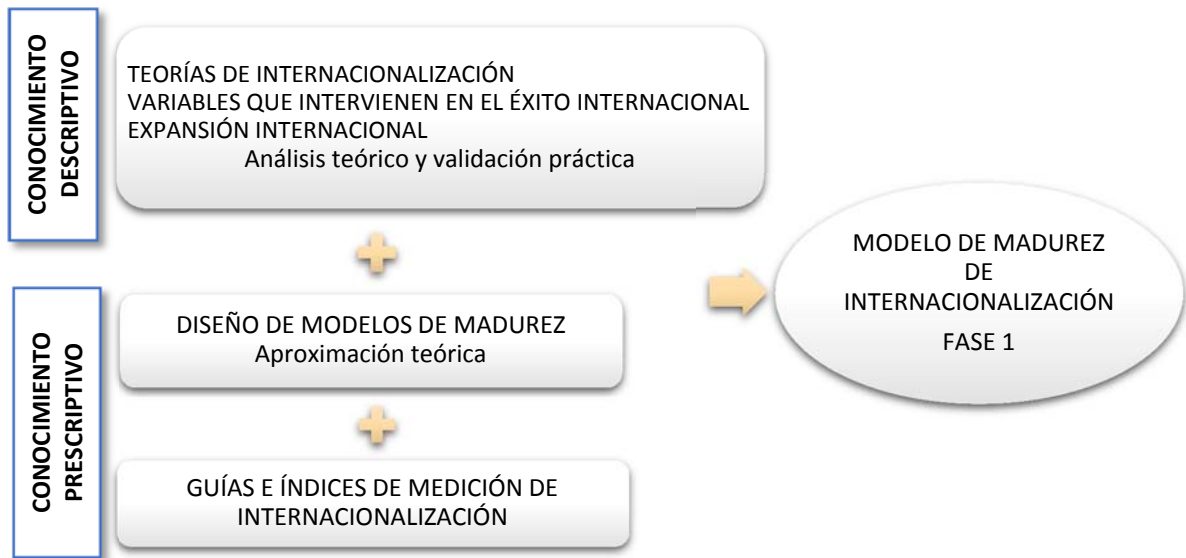 CONOCIMIENTO
DESCRIPTIVO
TEORÍAS DE INTERNACIONALIZACIÓN
VARIABLES QUE INTERVIENEN EN EL ÉXITO INTERNACIONAL
EXPANSIÓN INTERNACIONAL
Análisis teórico y validación práctica
CONOCIMIENTO
PRESCRIPTIVO
DISEÑO DE MODELOS DE MADUREZ
Aproximación teórica
GUÍAS E ÍNDICES DE MEDICIÓN DE
INTERNACIONALIZACIÓN
MODELO DE MADUREZ
DE
INTERNACIONALIZACIÓN
FASE 1